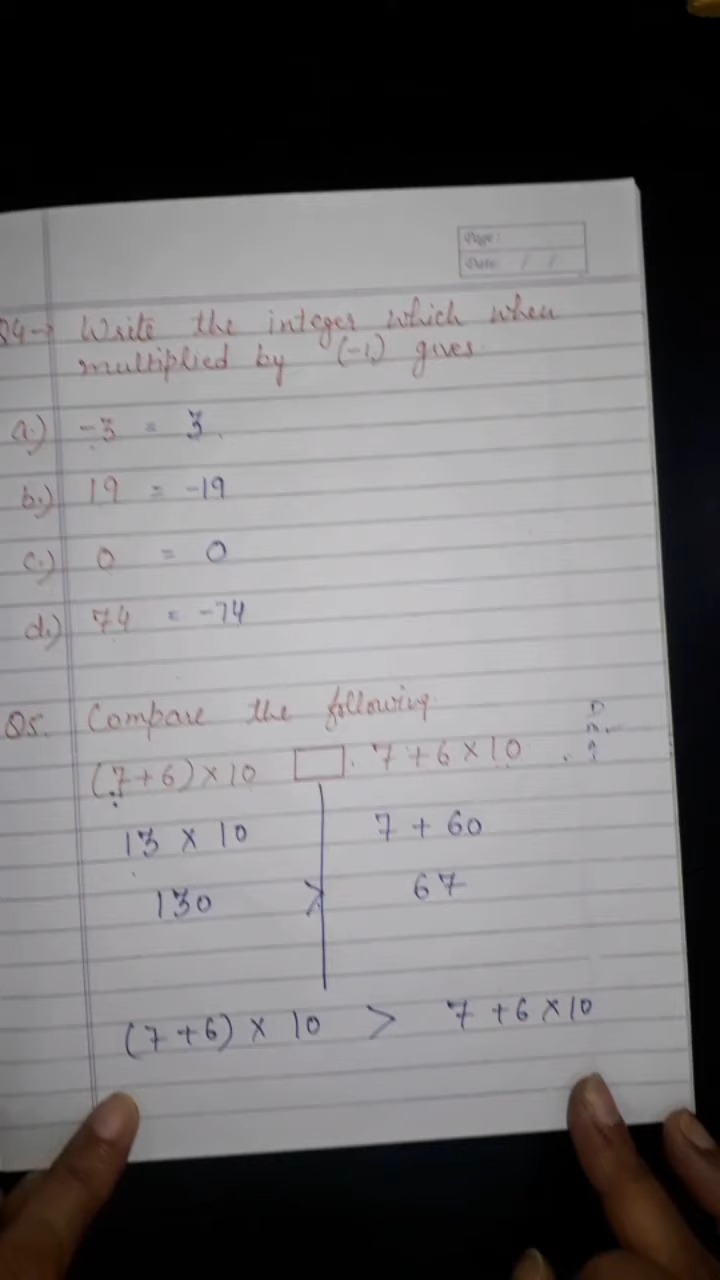 Page:
Date: / /
Q4→ Write the integer which when
multiplied by (-1) gives
a.) -3 = 3
b.) 19 = -19
c.) 0 = 0
d.) 74 = -74
Q5. Compare the following
(7+6)×10 7+6×10
13 × 10 7 + 60
130 > 67
(7+6) × 10 > 7 +6×10